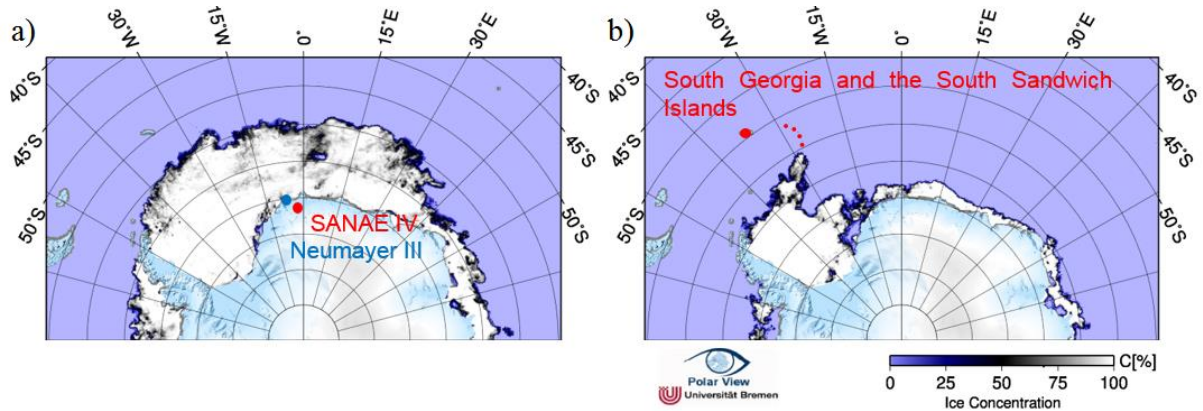 a)
30°W
15°W
0°
15°E
30°E
40°S
45°S
50°S
40°S
45°S
50°S
SANAE IV
Neumayer III
b)
30°W
15°W
0°
15°E
30°E
40°S
45°S
50°S
40°S
45°S
50°S
South Georgia and the South Sandwich
Islands
Polar View
Universität Bremen
C[%]
0 25 50 75 100
Ice Concentration